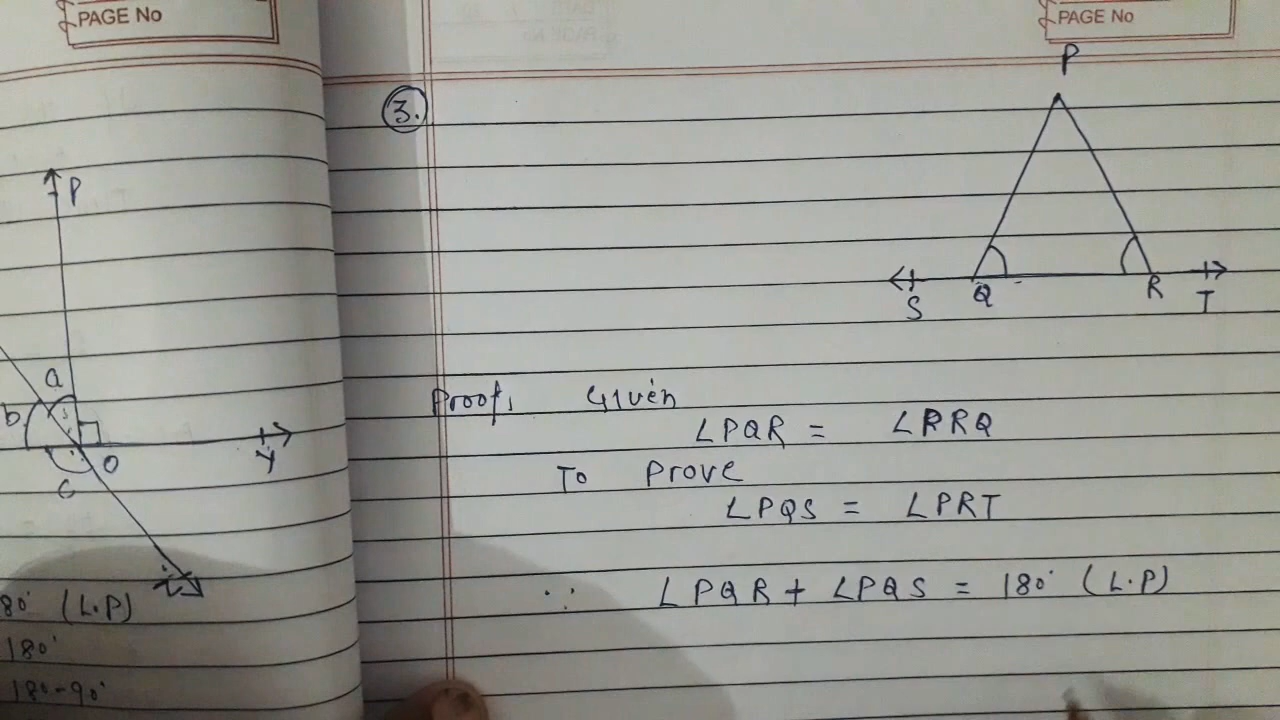 PAGE No
P
a
b
O
Y
c
80° (L.P)
180°
180-90°
PAGE No
3.
P
S Q R T
Proof, Given
∠PQR = ∠PRQ
To Prove
∠PQS = ∠PRT
∵ ∠PQR + ∠PQS = 180° (L.P)